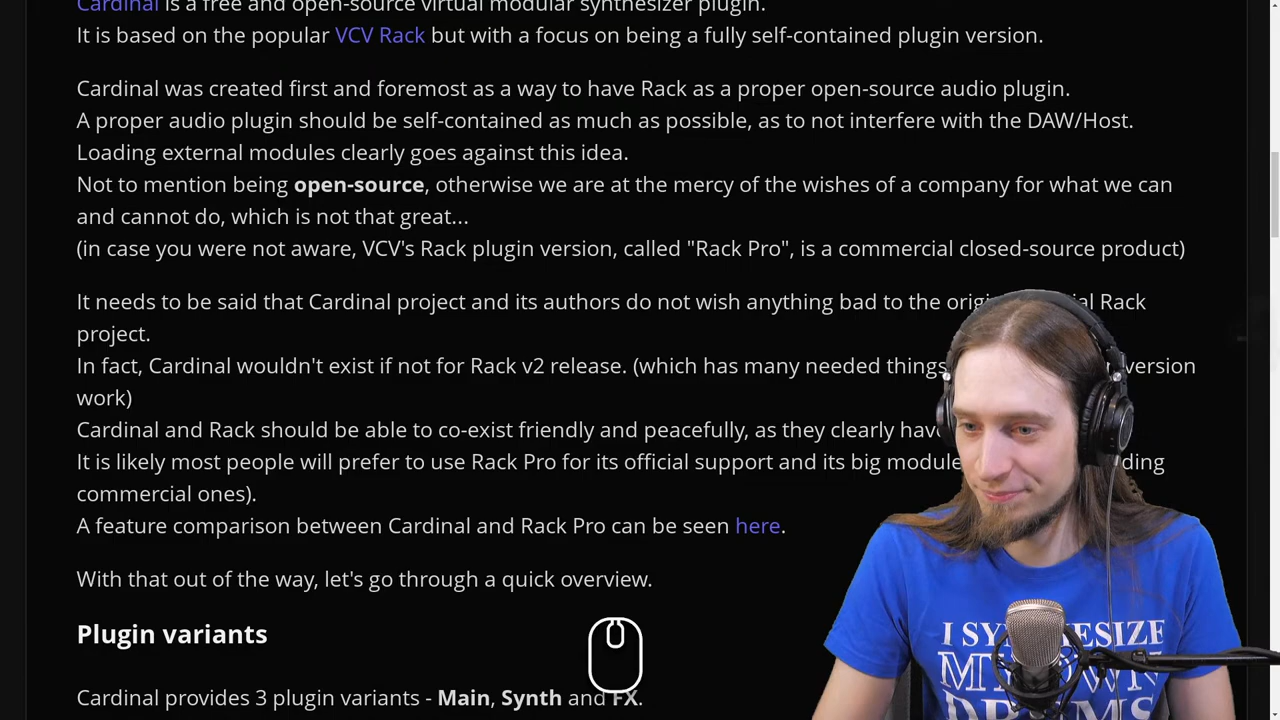 Cardinal is a free and open-source virtual modular synthesizer plugin.
It is based on the popular VCV Rack but with a focus on being a fully self-contained plugin version.
Cardinal was created first and foremost as a way to have Rack as a proper open-source audio plugin.
A proper audio plugin should be self-contained as much as possible, as to not interfere with the DAW/Host.
Loading external modules clearly goes against this idea.
Not to mention being open-source, otherwise we are at the mercy of the wishes of a company for what we can
and cannot do, which is not that great...
(in case you were not aware, VCV's Rack plugin version, called "Rack Pro", is a commercial closed-source product)
It needs to be said that Cardinal project and its authors do not wish anything bad to the Rack
project.
In fact, Cardinal wouldn't exist if not for Rack v2 release. (which has many needed things version
work)
Cardinal and Rack should be able to co-exist friendly and peacefully, as they clearly have
It is likely most people will prefer to use Rack Pro for its official support and its big module
commercial ones).
A feature comparison between Cardinal and Rack Pro can be seen here.
With that out of the way, let's go through a quick overview.
Plugin variants
Cardinal provides 3 plugin variants - Main, Synth and FX.
I SYNTHESIZE
MY OWN
DRUMS